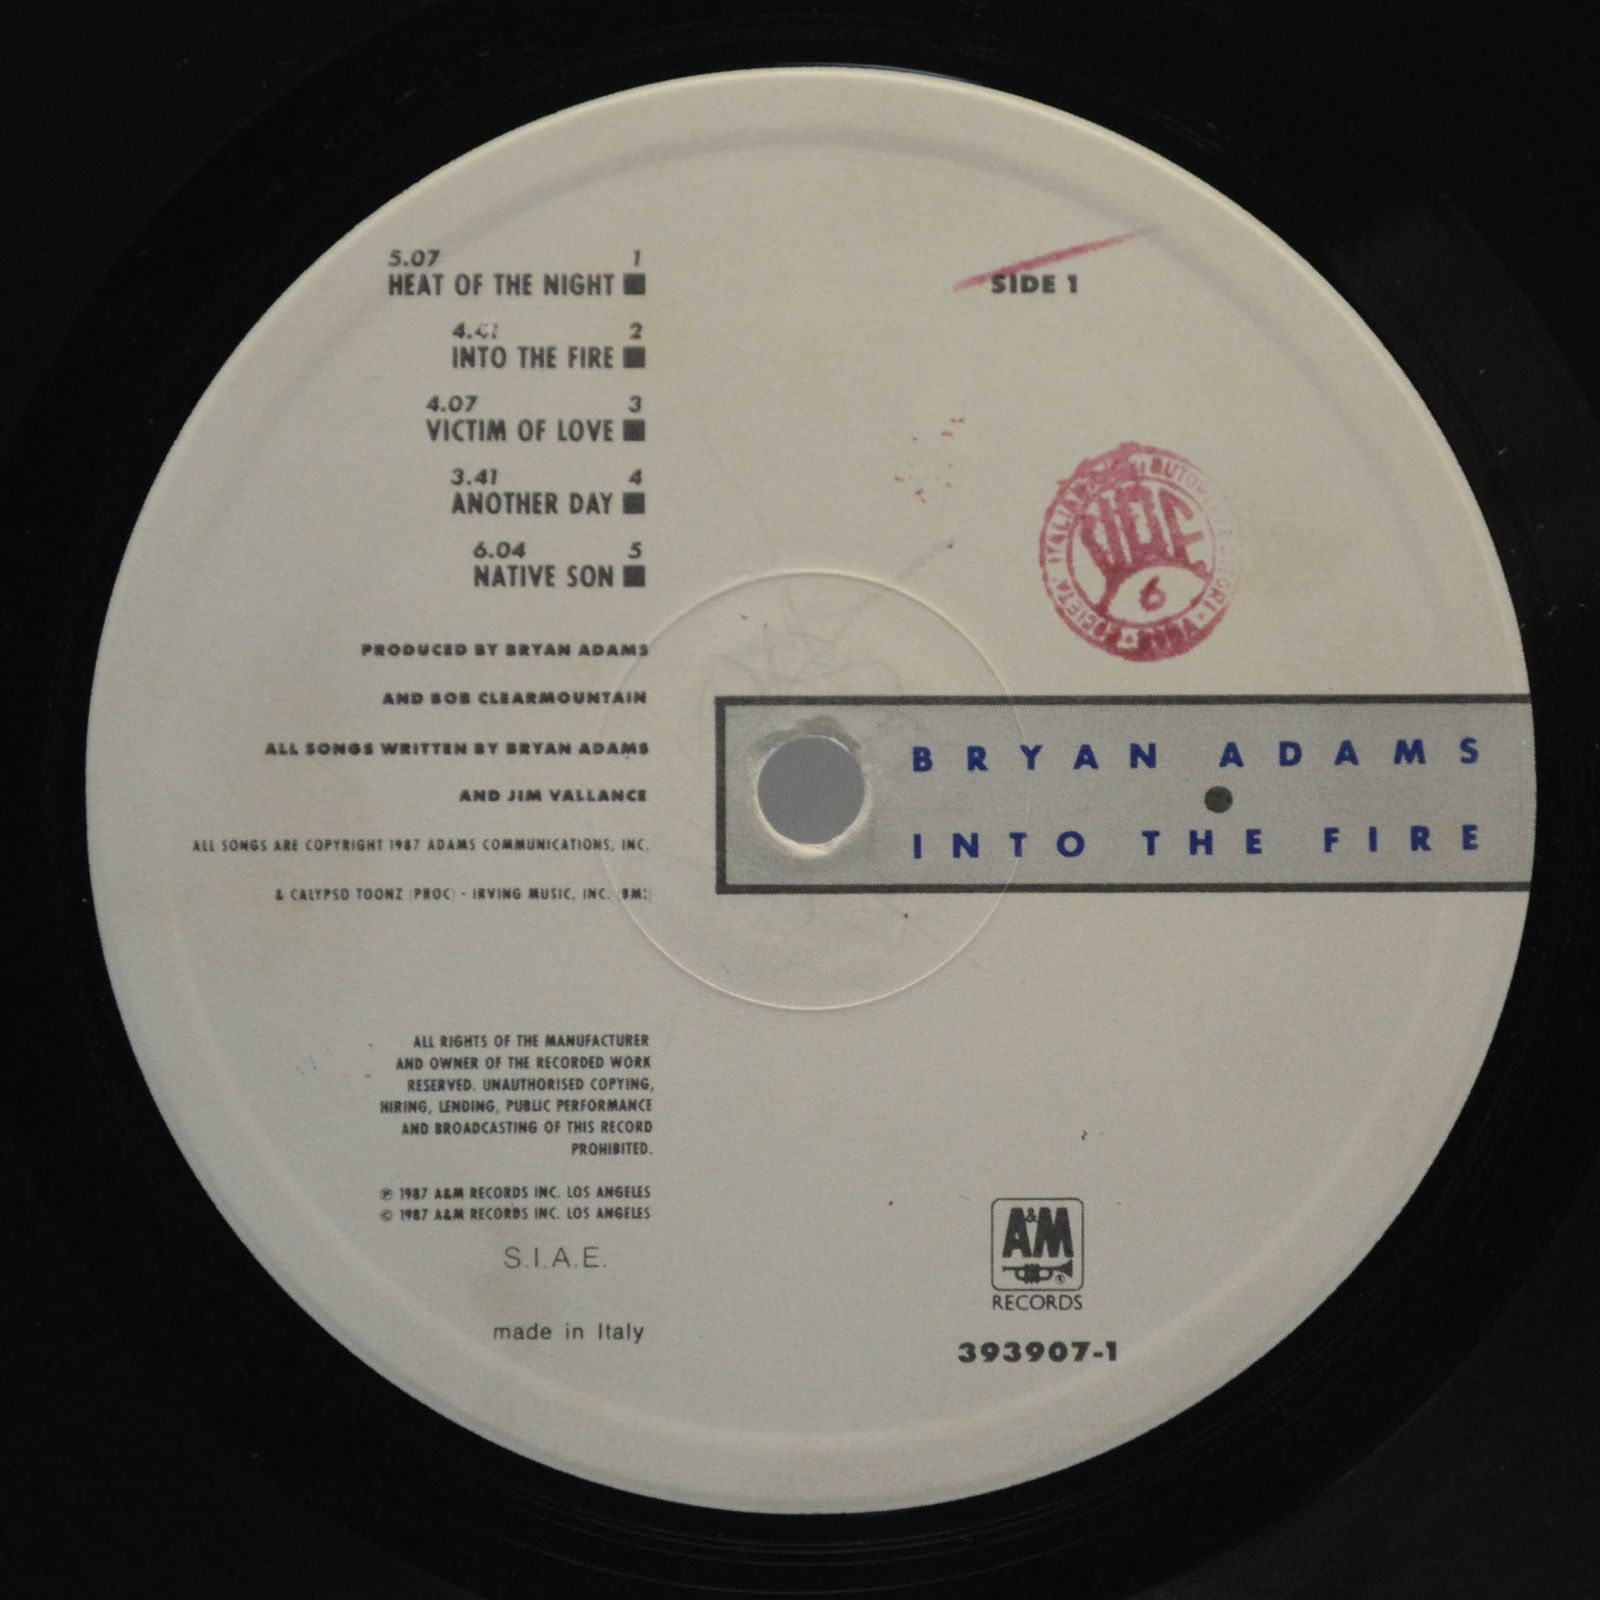 5.07 1
HEAT OF THE NIGHT
2
INTO THE FIRE
4.07 3
VICTIM OF LOVE
3.41 4
ANOTHER DAY
6.04 5
NATIVE SON
PRODUCED BY BRYAN ADAMS
AND BOB CLEARMOUNTAIN
ALL SONGS WRITTEN BY BRYAN ADAMS
AND JIM VALLANCE
ALL SONGS ARE COPYRIGHT 1987 ADAMS COMMUNICATIONS, INC.
& CALYPSO TOONZ (PROC) · IRVING MUSIC, INC.
SIDE 1
6
BRYAN ADAMS
INTO THE FIRE
ALL RIGHTS OF THE MANUFACTURER
AND OWNER OF THE RECORDED WORK
RESERVED. UNAUTHORISED COPYING,
HIRING, LENDING, PUBLIC PERFORMANCE
AND BROADCASTING OF THIS RECORD
PROHIBITED.
℗ 1987 A&M RECORDS INC. LOS ANGELES
© 1987 A&M RECORDS INC. LOS ANGELES
S.I.A.E.
made in Italy
A&M
®
RECORDS
393907-1